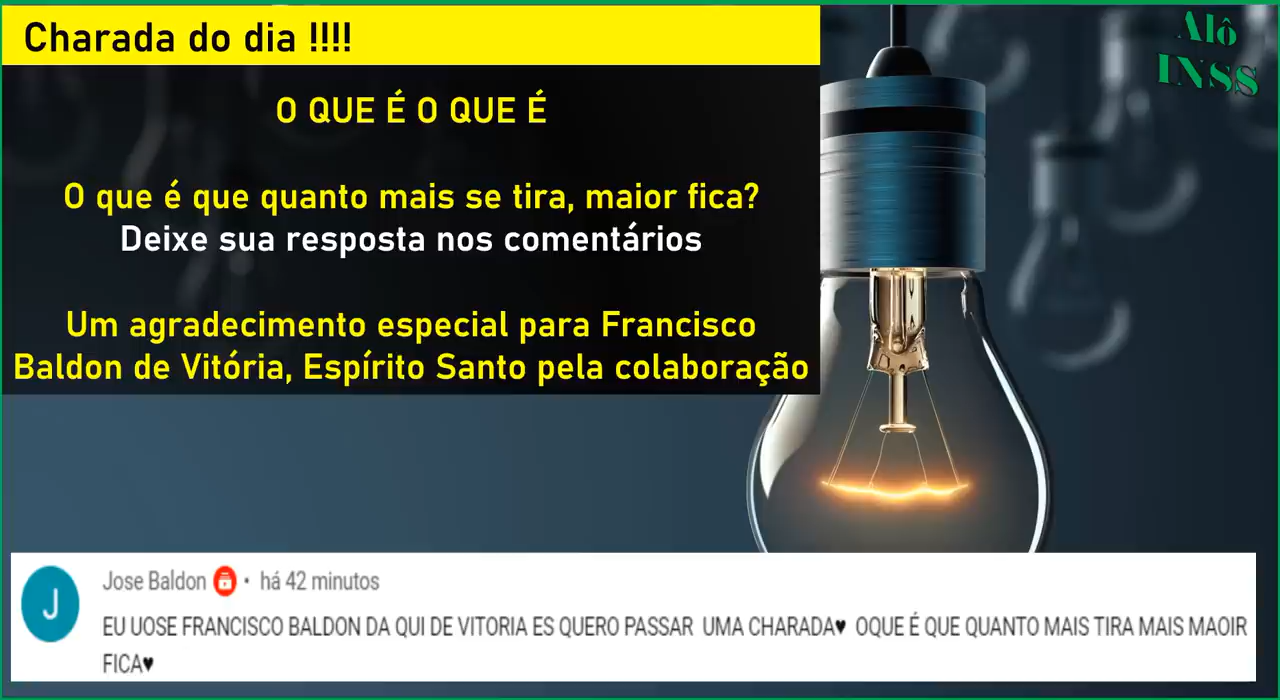 Charada do dia !!!!
Alô
INSS
O QUE É O QUE É
O que é que quanto mais se tira, maior fica?
Deixe sua resposta nos comentários
Um agradecimento especial para Francisco
Baldon de Vitória, Espírito Santo pela colaboração
J
Jose Baldon • há 42 minutos
EU UOSE FRANCISCO BALDON DA QUI DE VITORIA ES QUERO PASSAR UMA CHARADA♥ OQUE É QUE QUANTO MAIS TIRA MAIS MAOIR
FICA♥